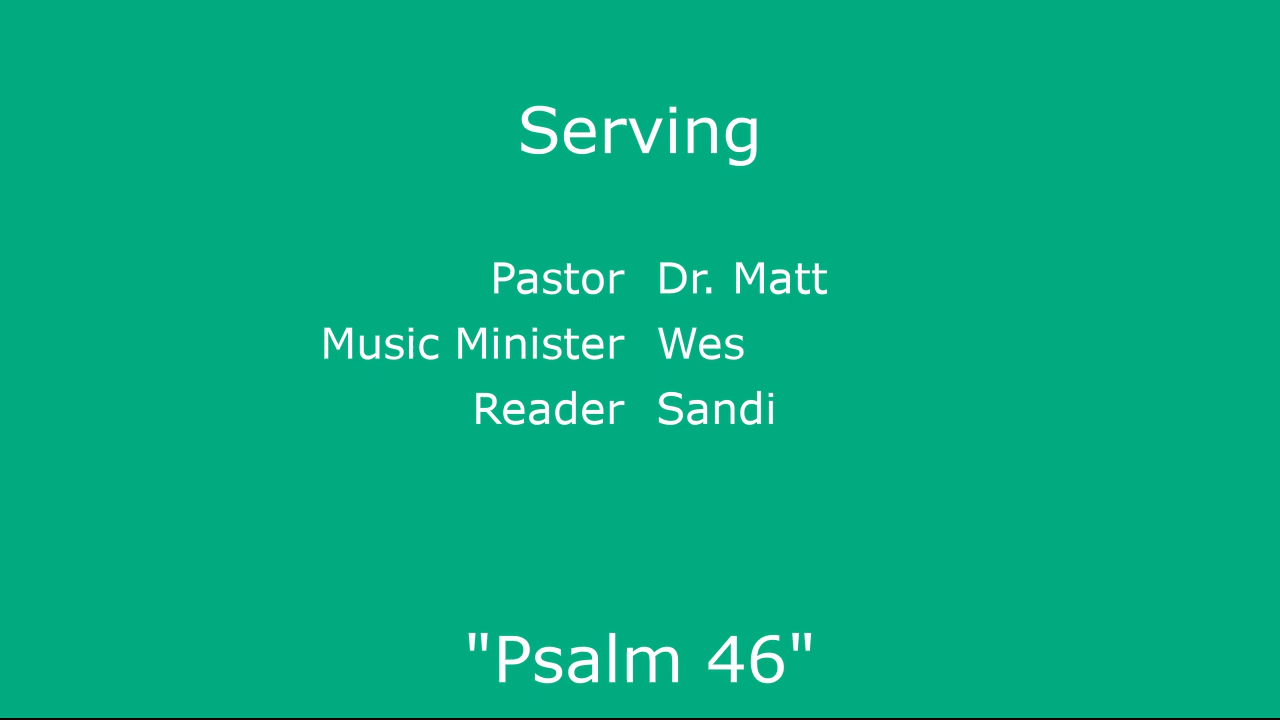 Serving
Pastor Dr. Matt
Music Minister Wes
Reader Sandi
"Psalm 46"